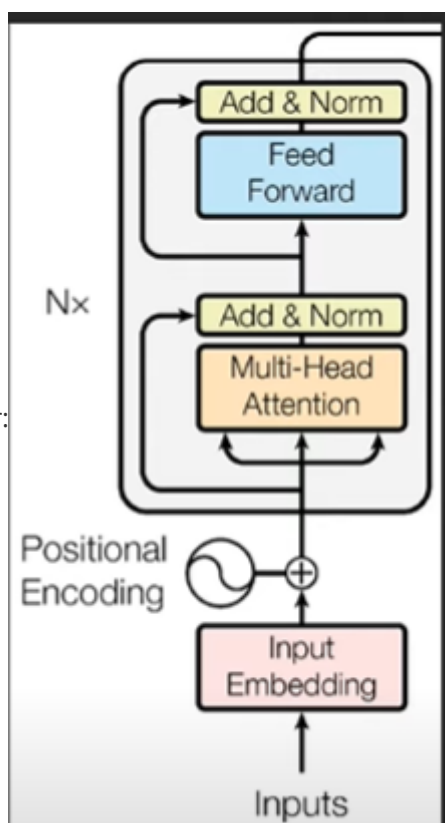 Add & Norm
Feed
Forward
Nx
Add & Norm
Multi-Head
Attention
Positional
Encoding
Input
Embedding
Inputs